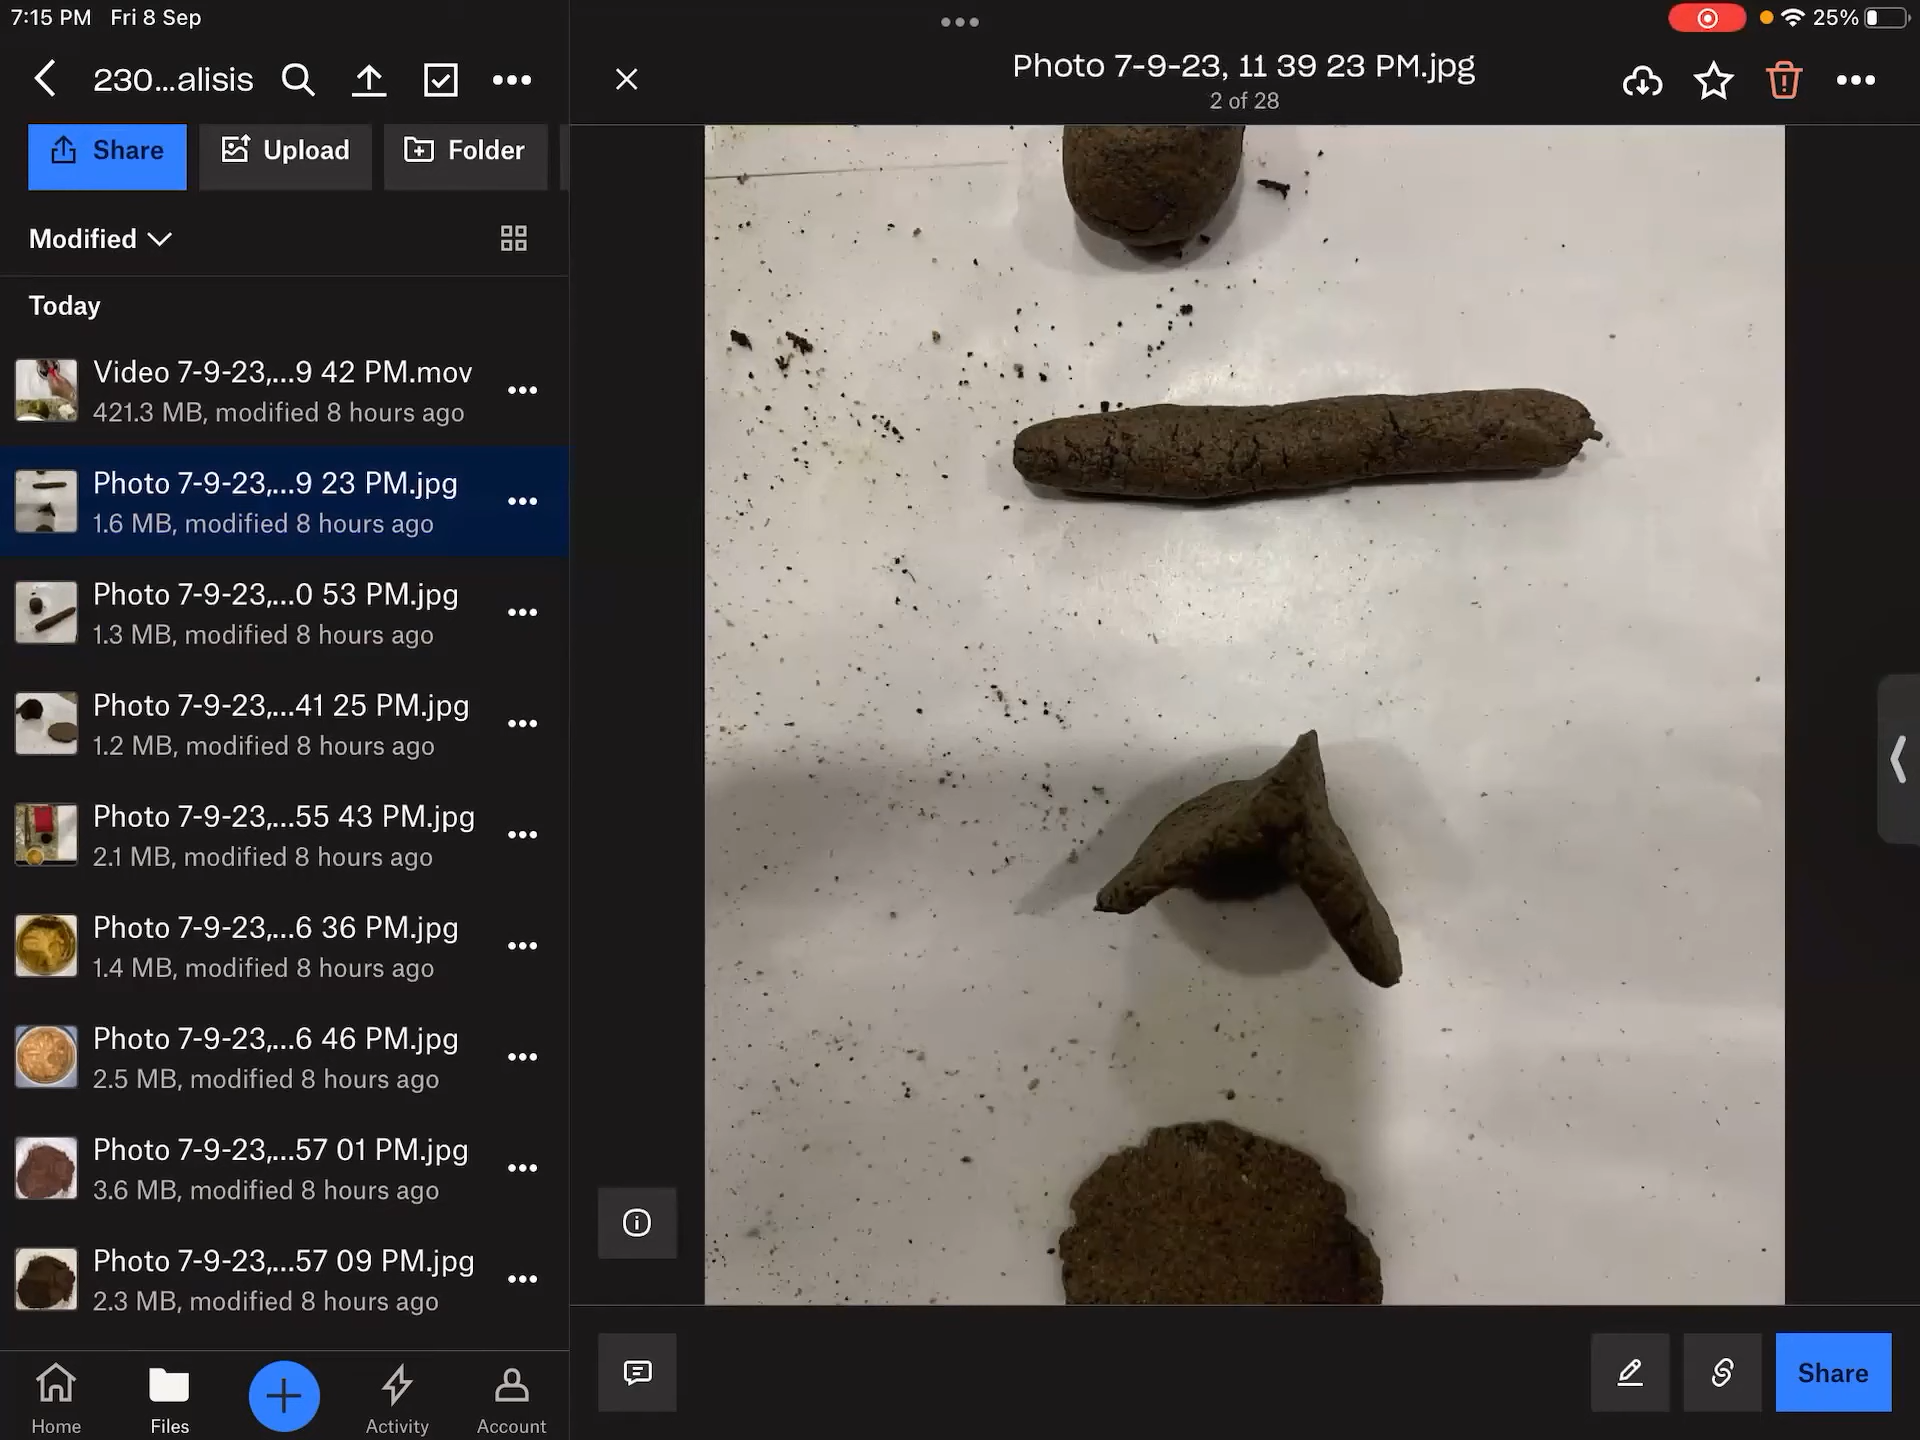 7:15 PM Fri 8 Sep
25%
230...alisis
Share
Upload
Folder
Modified
Today
Video 7-9-23,...9 42 PM.mov
421.3 MB, modified 8 hours ago
Photo 7-9-23,...9 23 PM.jpg
1.6 MB, modified 8 hours ago
Photo 7-9-23,...0 53 PM.jpg
1.3 MB, modified 8 hours ago
Photo 7-9-23,...41 25 PM.jpg
1.2 MB, modified 8 hours ago
Photo 7-9-23,...55 43 PM.jpg
2.1 MB, modified 8 hours ago
Photo 7-9-23,...6 36 PM.jpg
1.4 MB, modified 8 hours ago
Photo 7-9-23,...6 46 PM.jpg
2.5 MB, modified 8 hours ago
Photo 7-9-23,...57 01 PM.jpg
3.6 MB, modified 8 hours ago
Photo 7-9-23,...57 09 PM.jpg
2.3 MB, modified 8 hours ago
Home
Files
Activity
Account
Photo 7-9-23, 11 39 23 PM.jpg
2 of 28
Share